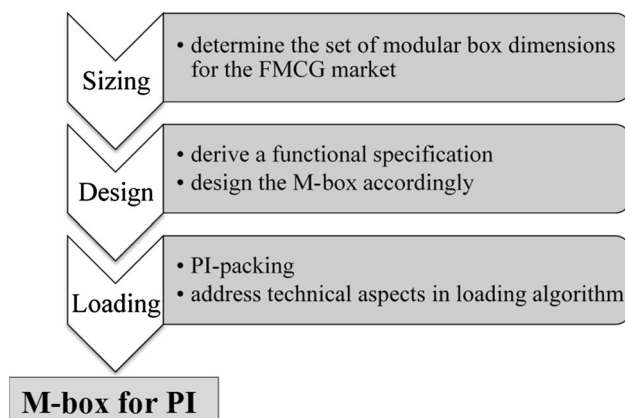 Sizing
• determine the set of modular box dimensions
for the FMCG market
Design
• derive a functional specification
• design the M-box accordingly
Loading
• PI-packing
• address technical aspects in loading algorithm
M-box for PI